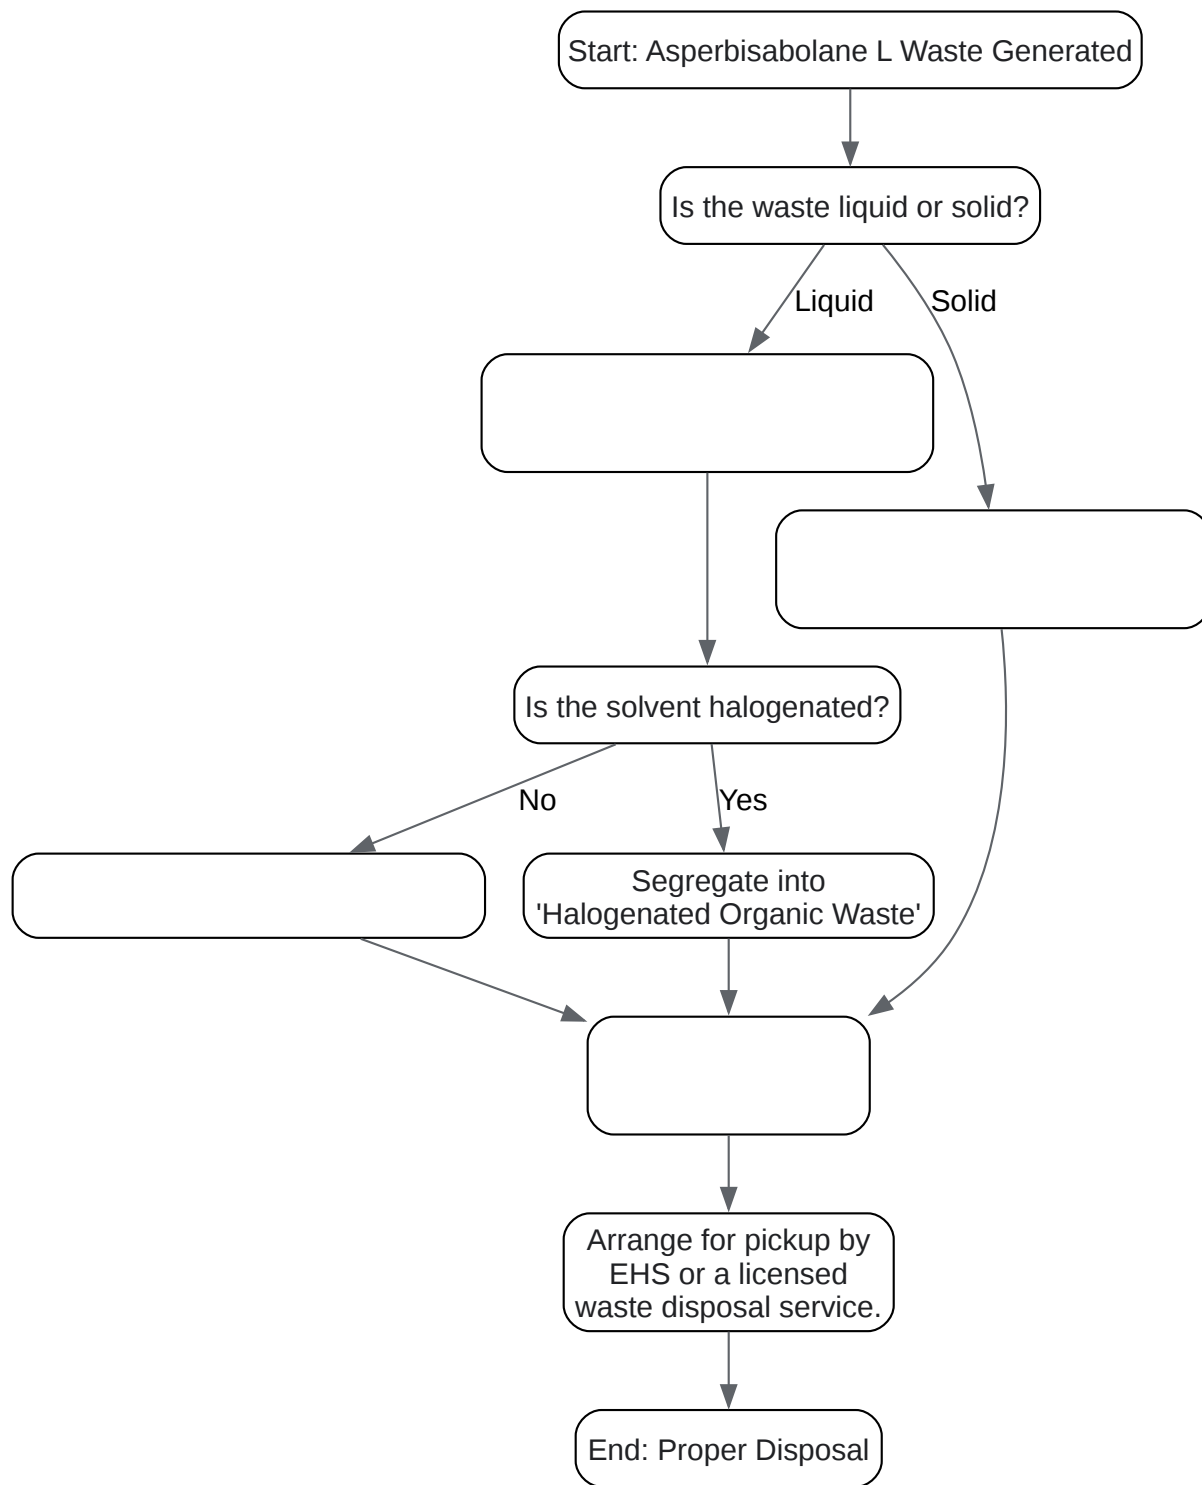 Start: Asperbisabolane L Waste Generated
Is the waste liquid or solid?
Liquid
Solid
Is the solvent halogenated?
No
Yes
Segregate into
'Halogenated Organic Waste'
Arrange for pickup by
EHS or a licensed
waste disposal service.
End: Proper Disposal